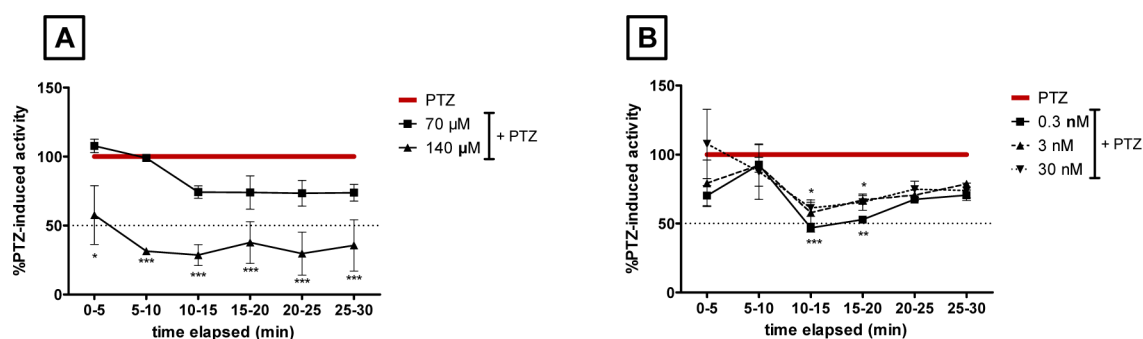 A
%PTZ-induced activity
150
100
50
0
0-5 5-10 10-15 15-20 20-25 25-30
time elapsed (min)
* *** *** *** *** ***
PTZ
70 µM
140 µM
+ PTZ
B
%PTZ-induced activity
150
100
50
0
0-5 5-10 10-15 15-20 20-25 25-30
time elapsed (min)
* *
*** **
PTZ
0.3 nM
3 nM
30 nM
+ PTZ